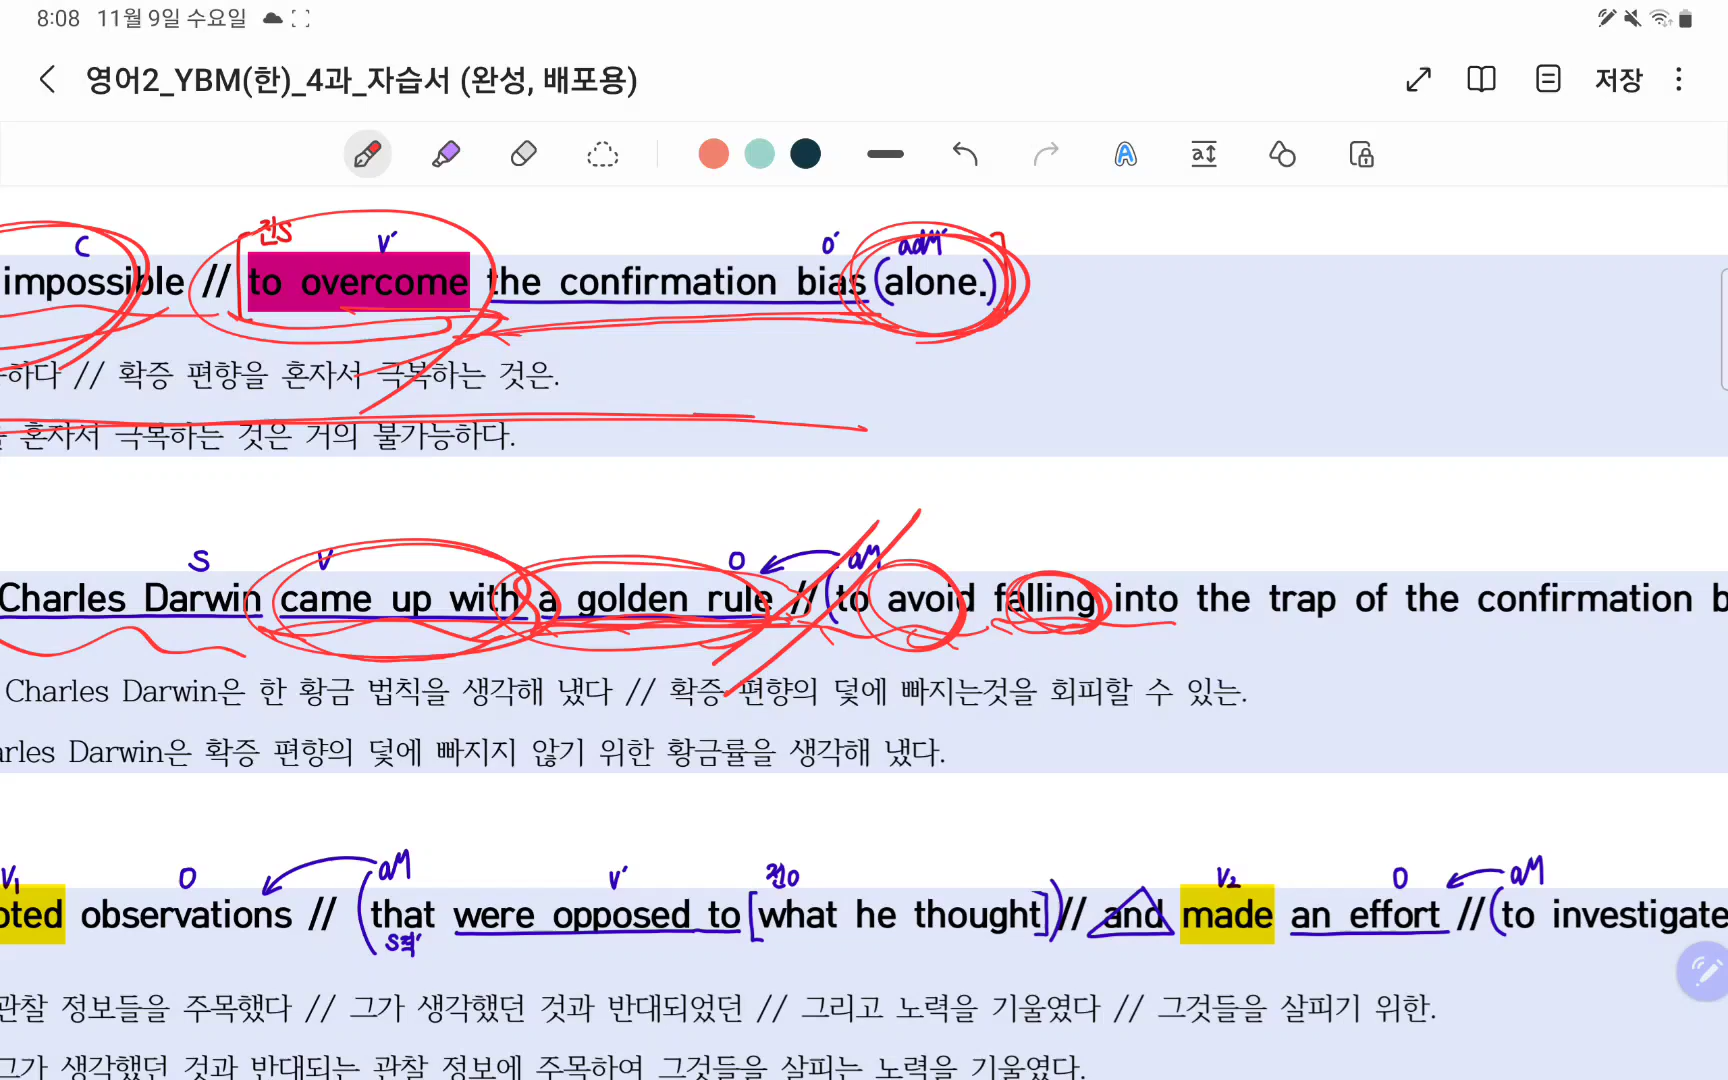 8:08 11월 9일 수요일
영어2_YBM(한)_4과_자습서 (완성, 배포용)
저장
C 진S V' O' adM'
impossible // [to overcome the confirmation bias (alone.)]
하다 // 확증 편향을 혼자서 극복하는 것은.
혼자서 극복하는 것은 거의 불가능하다.
S V O aM
Charles Darwin came up with a golden rule // (to avoid falling into the trap of the confirmation b
Charles Darwin은 한 황금 법칙을 생각해 냈다 // 확증 편향의 덫에 빠지는것을 회피할 수 있는.
arles Darwin은 확증 편향의 덫에 빠지지 않기 위한 황금률을 생각해 냈다.
V1 O aM V' 전O V2 O aM
oted observations // (that were opposed to [what he thought]) // and made an effort // (to investigate
S격'
관찰 정보들을 주목했다 // 그가 생각했던 것과 반대되었던 // 그리고 노력을 기울였다 // 그것들을 살피기 위한.
그가 생각했던 것과 반대되는 관찰 정보에 주목하여 그것들을 살피는 노력을 기울였다.